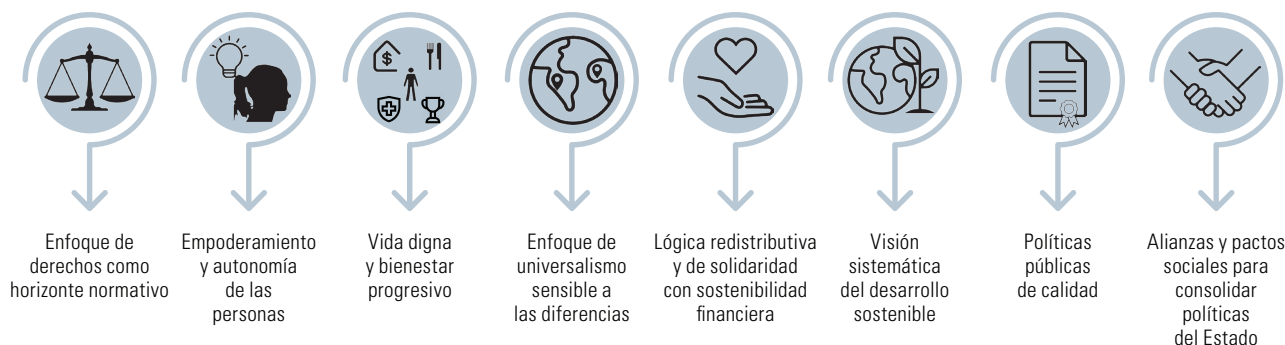 $
Enfoque de
derechos como
horizonte normativo
Empoderamiento
y autonomía
de las
personas
Vida digna
y bienestar
progresivo
Enfoque de
universalismo
sensible a
las diferencias
Lógica redistributiva
y de solidaridad
con sostenibilidad
financiera
Visión
sistemática
del desarrollo
sostenible
Políticas
públicas
de calidad
Alianzas y pactos
sociales para
consolidar
políticas
del Estado